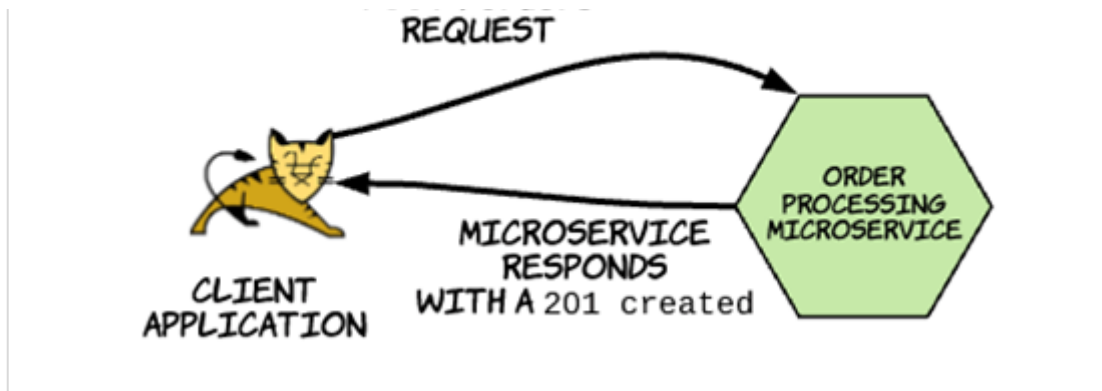 REQUEST
ORDER
PROCESSING
MICROSERVICE
MICROSERVICE
RESPONDS
WITH A 201 created
CLIENT
APPLICATION